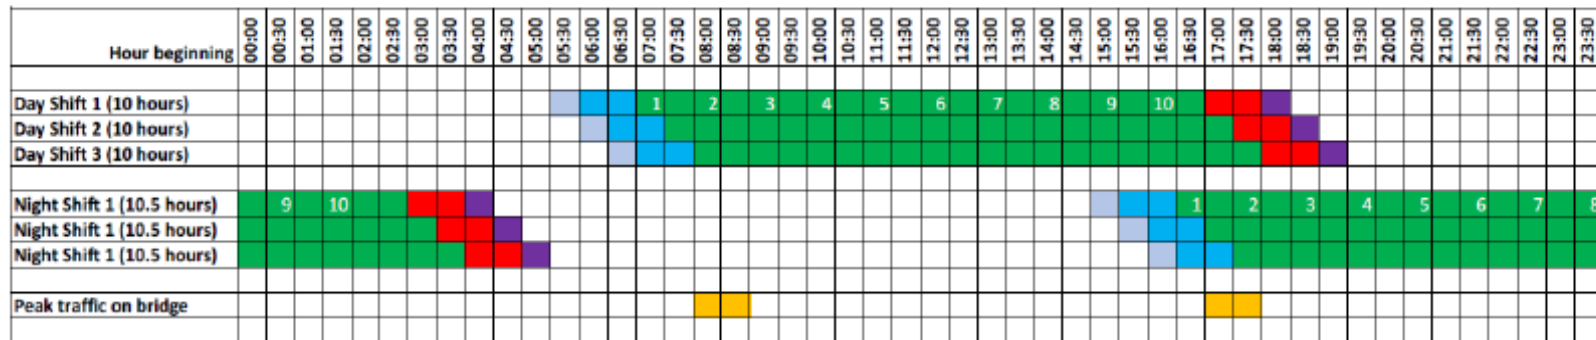 Hour beginning 00:00 00:30 01:00 01:30 02:00 02:30 03:00 03:30 04:00 04:30 05:00 05:30 06:00 06:30 07:00 07:30 08:00 08:30 09:00 09:30 10:00 10:30 11:00 11:30 12:00 12:30 13:00 13:30 14:00 14:30 15:00 15:30 16:00 16:30 17:00 17:30 18:00 18:30 19:00 19:30 20:00 20:30 21:00 21:30 22:00 22:30 23:00 23:30
Day Shift 1 (10 hours) 1 2 3 4 5 6 7 8 9 10
Day Shift 2 (10 hours)
Day Shift 3 (10 hours)
Night Shift 1 (10.5 hours) 9 10 1 2 3 4 5 6 7 8
Night Shift 1 (10.5 hours)
Night Shift 1 (10.5 hours)
Peak traffic on bridge